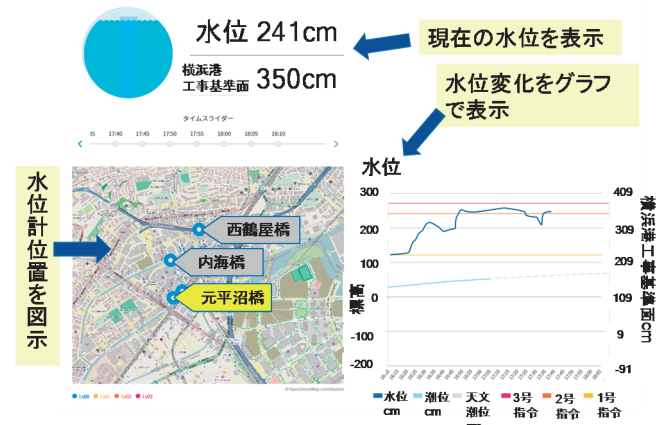 水位 241cm
横浜港
工事基準面 350cm
現在の水位を表示
水位変化をグラフ
で表示
タイムスライダー
17:40 17:45 17:50 17:55 18:00 18:05 18:10
水位計位置を図示
西鶴屋橋
内海橋
元平沼橋
© OpenStreetMap contributors
Lv00 Lv01 Lv02 Lv03
水位
300
200
100
0
-100
-200
標高
409
309
209
109
9
-91
横浜港工事基準面cm
水位
cm
潮位
cm
天文
潮位
3号
指令
2号
指令
1号
指令